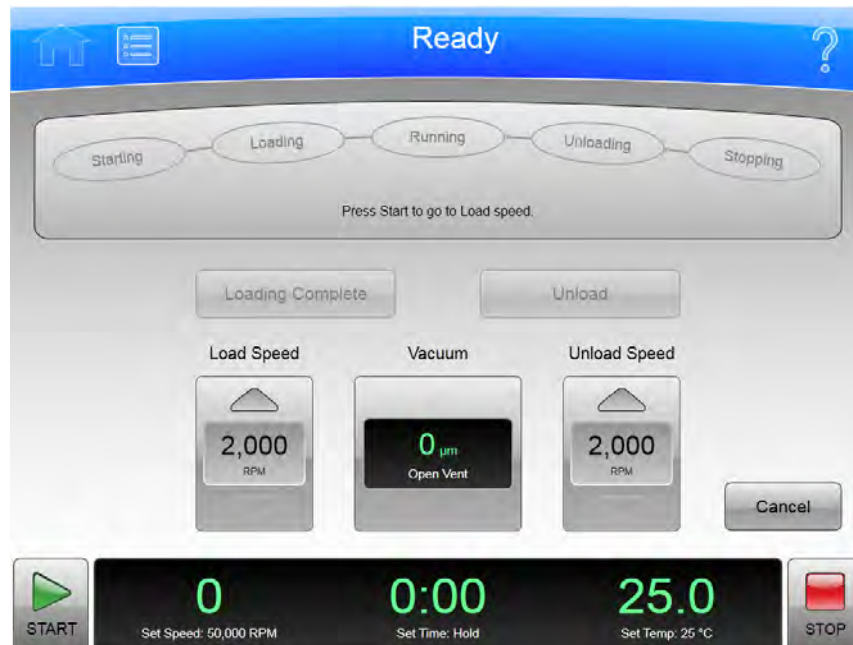 Ready
?
Starting
Loading
Running
Unloading
Stopping
Press Start to go to Load speed.
Loading Complete
Unload
Load Speed
Vacuum
Unload Speed
2,000
RPM
0 µm
Open Vent
2,000
RPM
Cancel
START
0
Set Speed: 50,000 RPM
0:00
Set Time: Hold
25.0
Set Temp: 25 °C
STOP